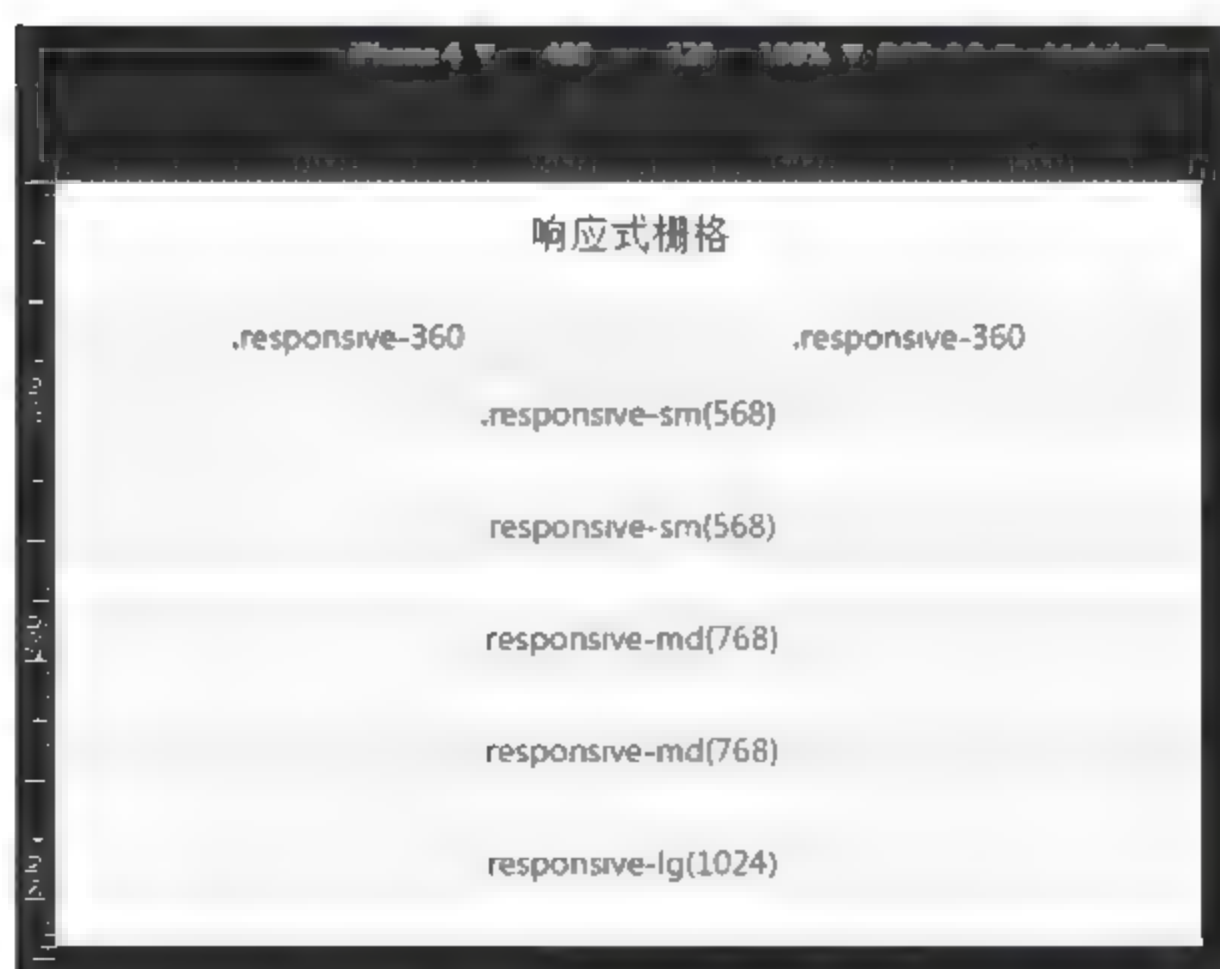 响应式栅格
.responsive-360 .responsive-360
.responsive-sm(568)
responsive-sm(568)
responsive-md(768)
responsive-md(768)
responsive-lg(1024)